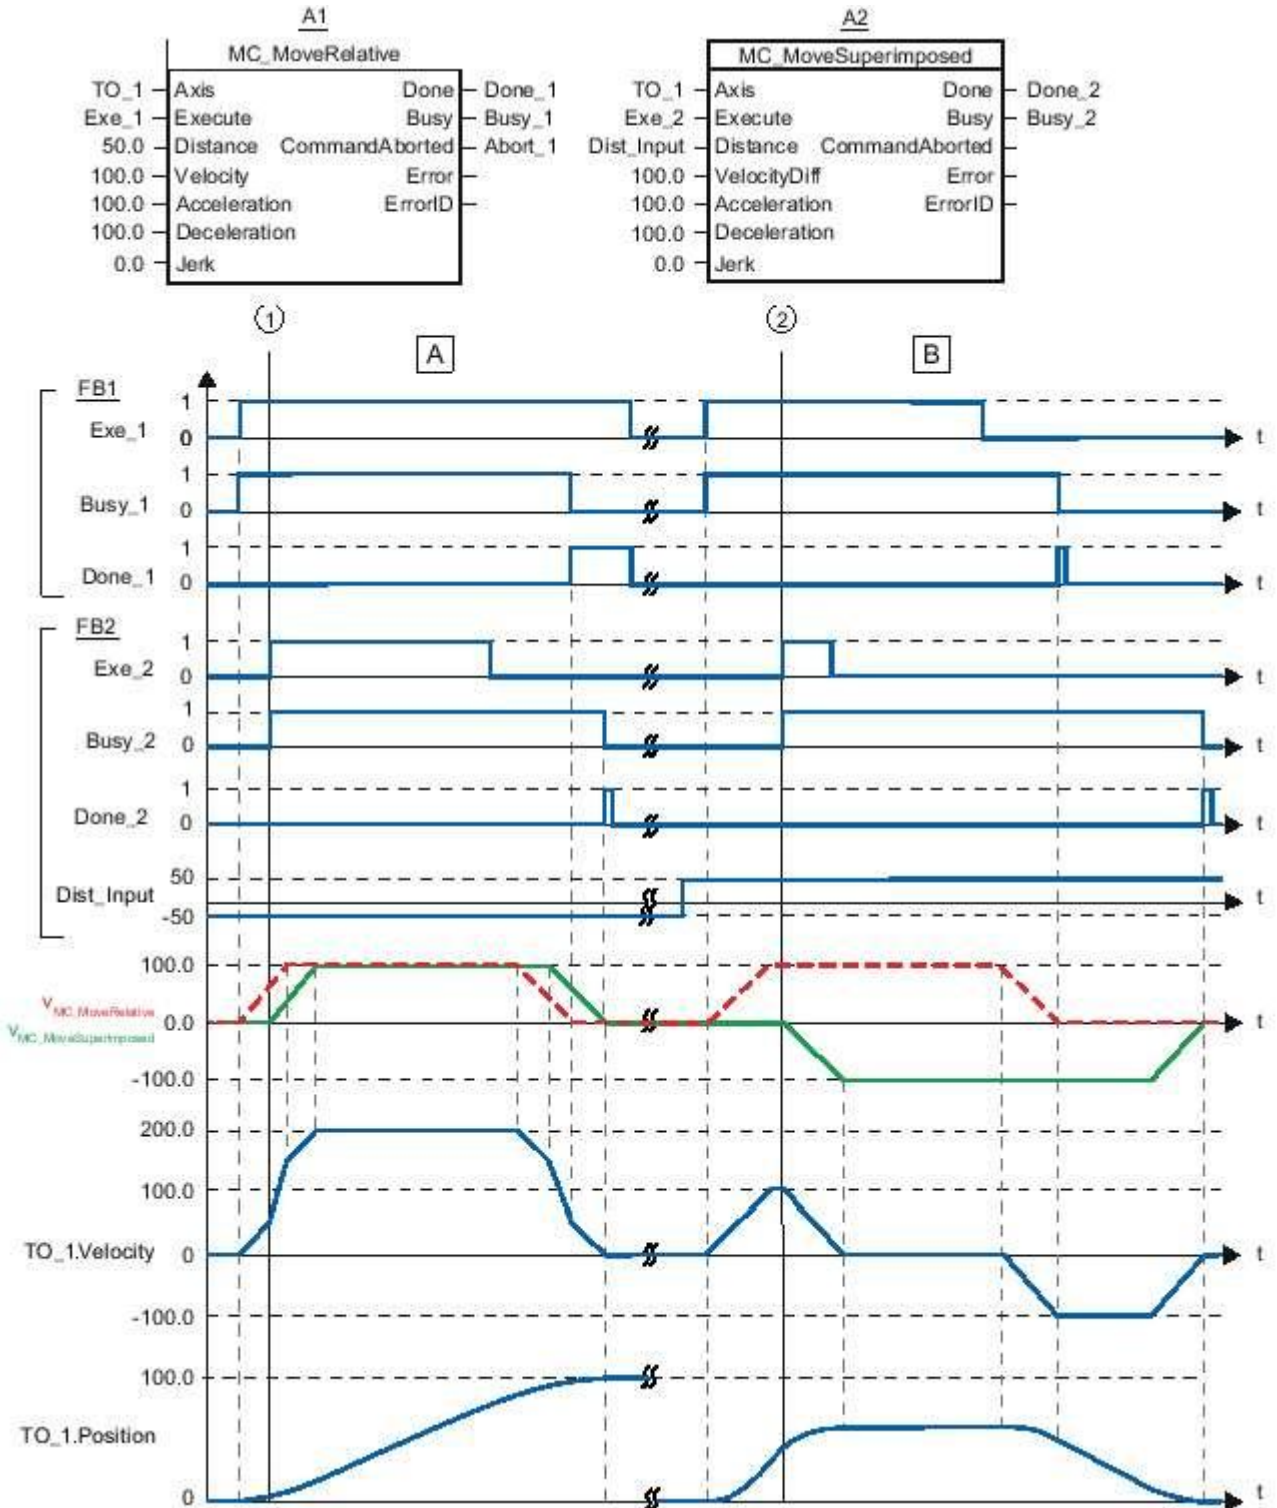 A1
MC_MoveRelative
TO_1 Axis Done Done_1
Exe_1 Execute Busy Busy_1
50.0 Distance CommandAborted Abort_1
100.0 Velocity Error
100.0 Acceleration ErrorID
100.0 Deceleration
0.0 Jerk
A2
MC_MoveSuperimposed
TO_1 Axis Done Done_2
Exe_2 Execute Busy Busy_2
Dist_Input Distance CommandAborted
100.0 VelocityDiff Error
100.0 Acceleration ErrorID
100.0 Deceleration
0.0 Jerk
1 2
A B
FB1
1
Exe_1 0 t
1
Busy_1 0 t
1
Done_1 0 t
FB2
1
Exe_2 0 t
1
Busy_2 0 t
1
Done_2 0 t
50
Dist_Input t
-50
100.0
VMC_MoveRelative
0.0 t
VMC_MoveSuperimposed
-100.0
200.0
100.0
TO_1.Velocity 0 t
-100.0
100.0
TO_1.Position
0 t